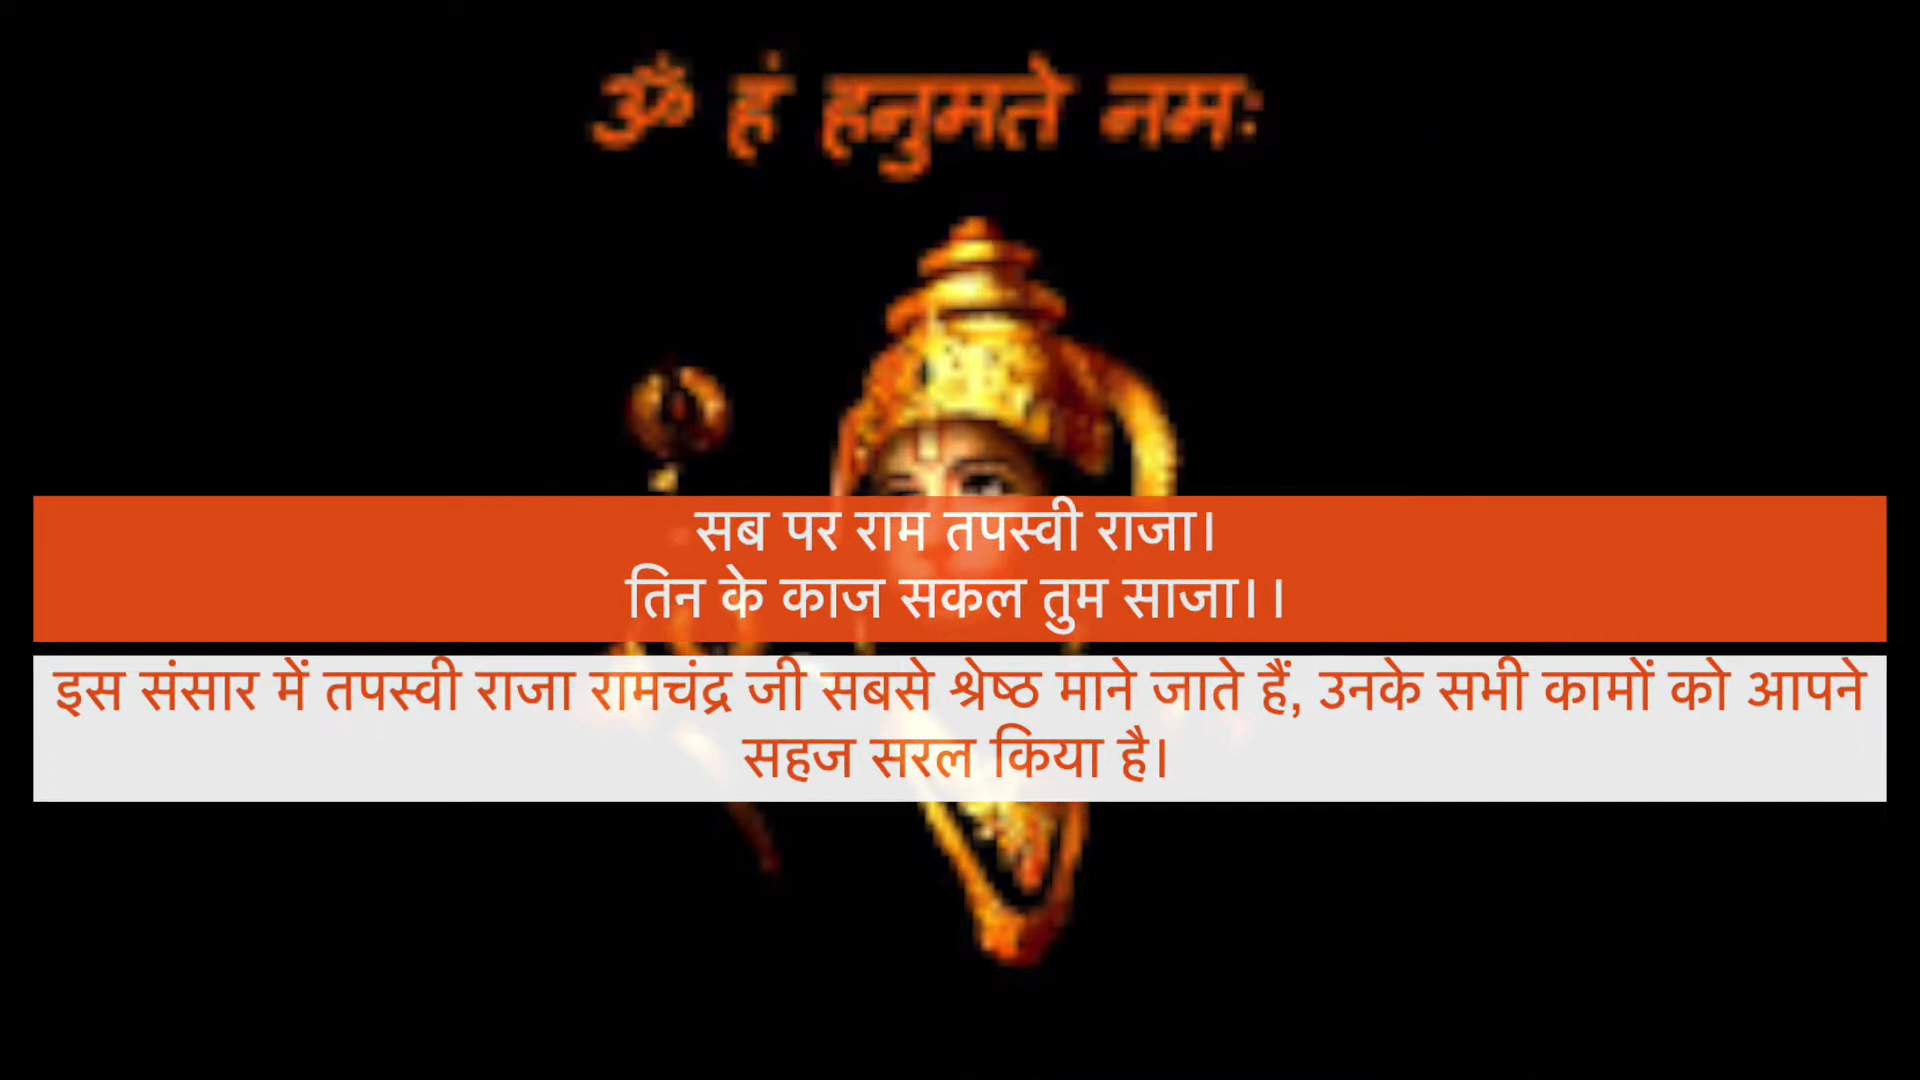 ॐ हं हनुमते नमः
सब पर राम तपस्वी राजा।
तिन के काज सकल तुम साजा।।
इस संसार में तपस्वी राजा रामचंद्र जी सबसे श्रेष्ठ माने जाते हैं, उनके सभी कामों को आपने
सहज सरल किया है।